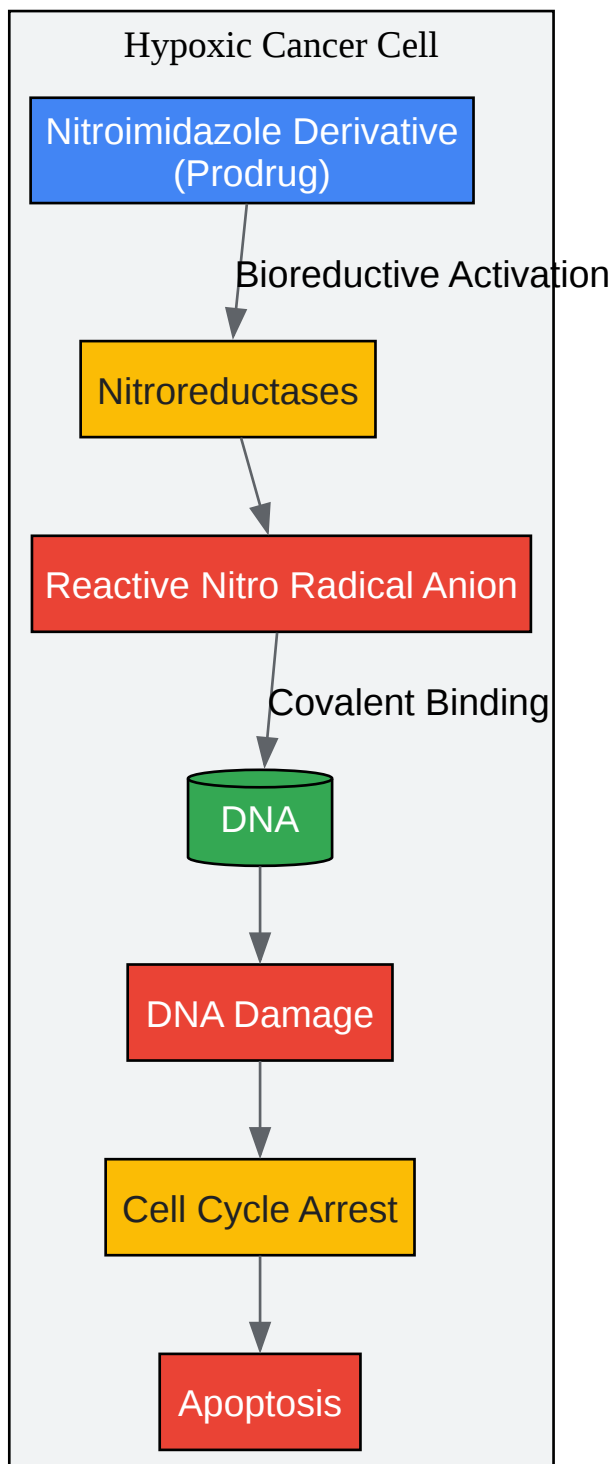 Hypoxic Cancer Cell
Nitroimidazole Derivative
(Prodrug)
Bioreductive Activation
Nitroreductases
Reactive Nitro Radical Anion
Covalent Binding
DNA
DNA Damage
Cell Cycle Arrest
Apoptosis